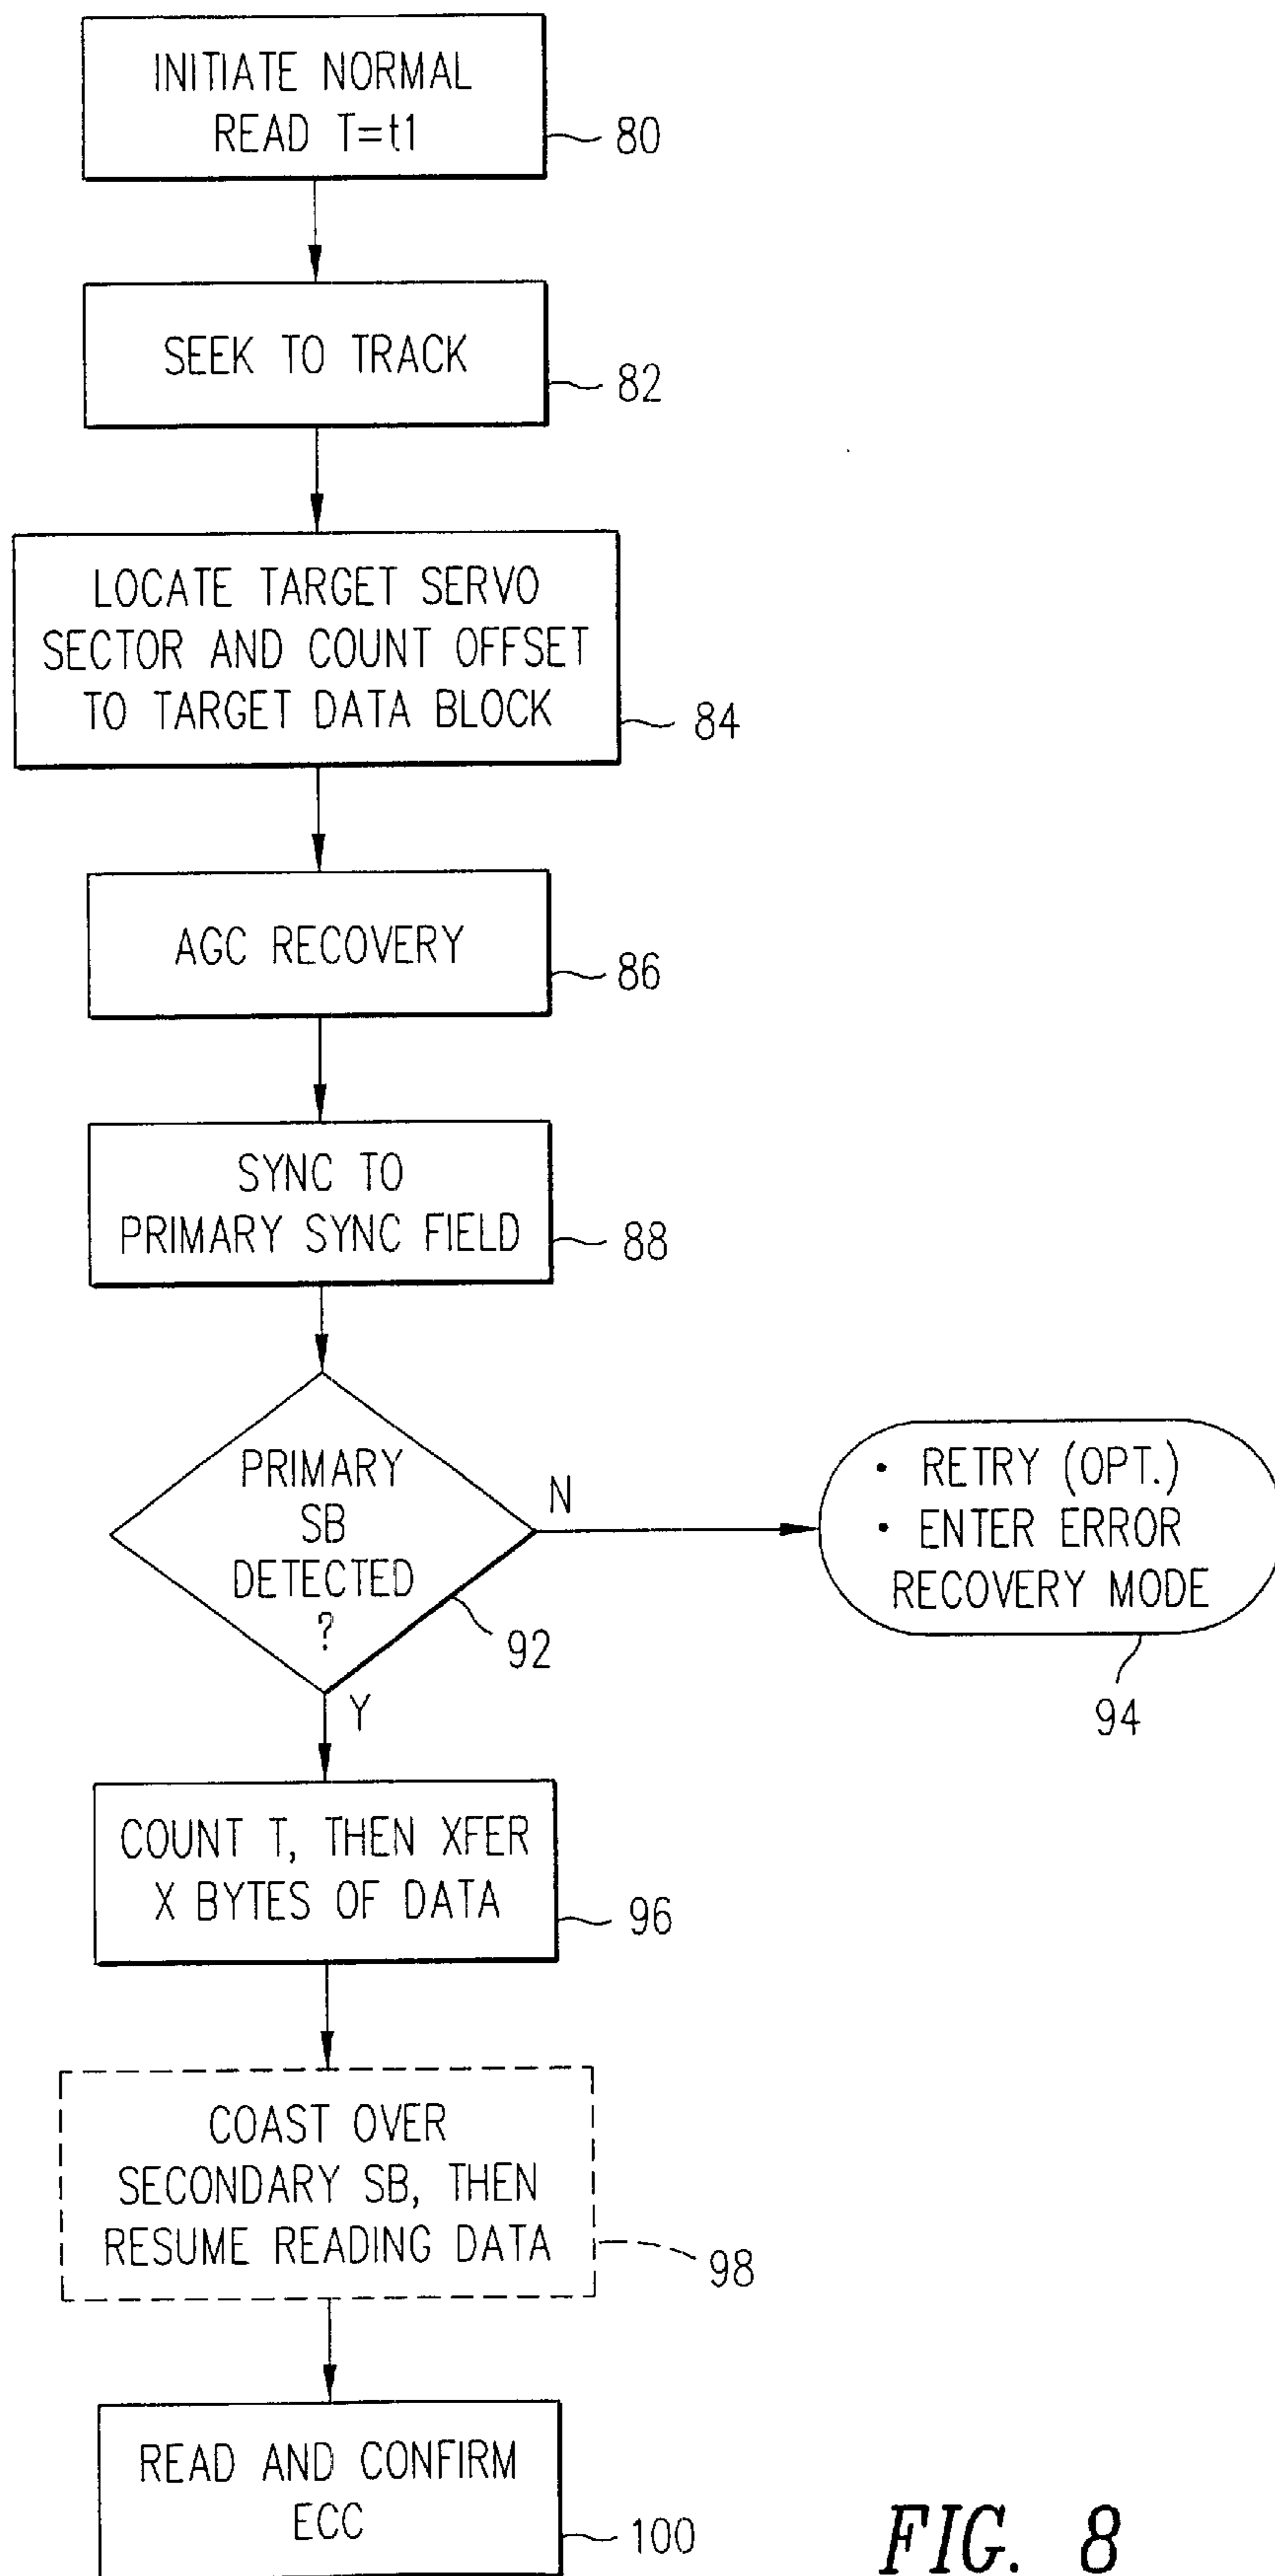 INITIATE NORMAL
READ T=t1
80
SEEK TO TRACK
82
LOCATE TARGET SERVO
SECTOR AND COUNT OFFSET
TO TARGET DATA BLOCK
84
AGC RECOVERY
86
SYNC TO
PRIMARY SYNC FIELD
88
PRIMARY
SB
DETECTED
?
92
N
• RETRY (OPT.)
• ENTER ERROR
RECOVERY MODE
94
Y
COUNT T, THEN XFER
X BYTES OF DATA
96
COAST OVER
SECONDARY SB, THEN
RESUME READING DATA
98
READ AND CONFIRM
ECC
100
FIG. 8